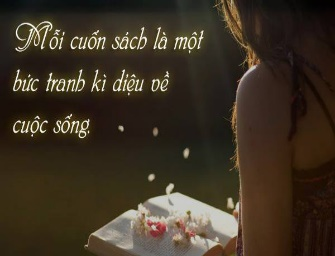 Mỗi cuốn sách là một
bức tranh kì diệu về
cuộc sống.